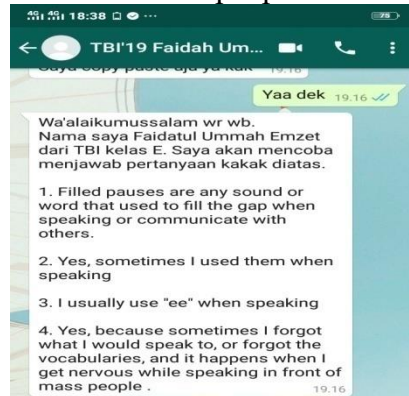 18:38
78
TBI'19 Faidah Um...
Saya copy paste aja ya kak 19.16
Yaa dek 19.16
Wa'alaikumussalam wr wb.
Nama saya Faidatul Ummah Emzet
dari TBI kelas E. Saya akan mencoba
menjawab pertanyaan kakak diatas.
1. Filled pauses are any sound or
word that used to fill the gap when
speaking or communicate with
others.
2. Yes, sometimes I used them when
speaking
3. I usually use "ee" when speaking
4. Yes, because sometimes I forgot
what I would speak to, or forgot the
vocabularies, and it happens when I
get nervous while speaking in front of
mass people .
19.16